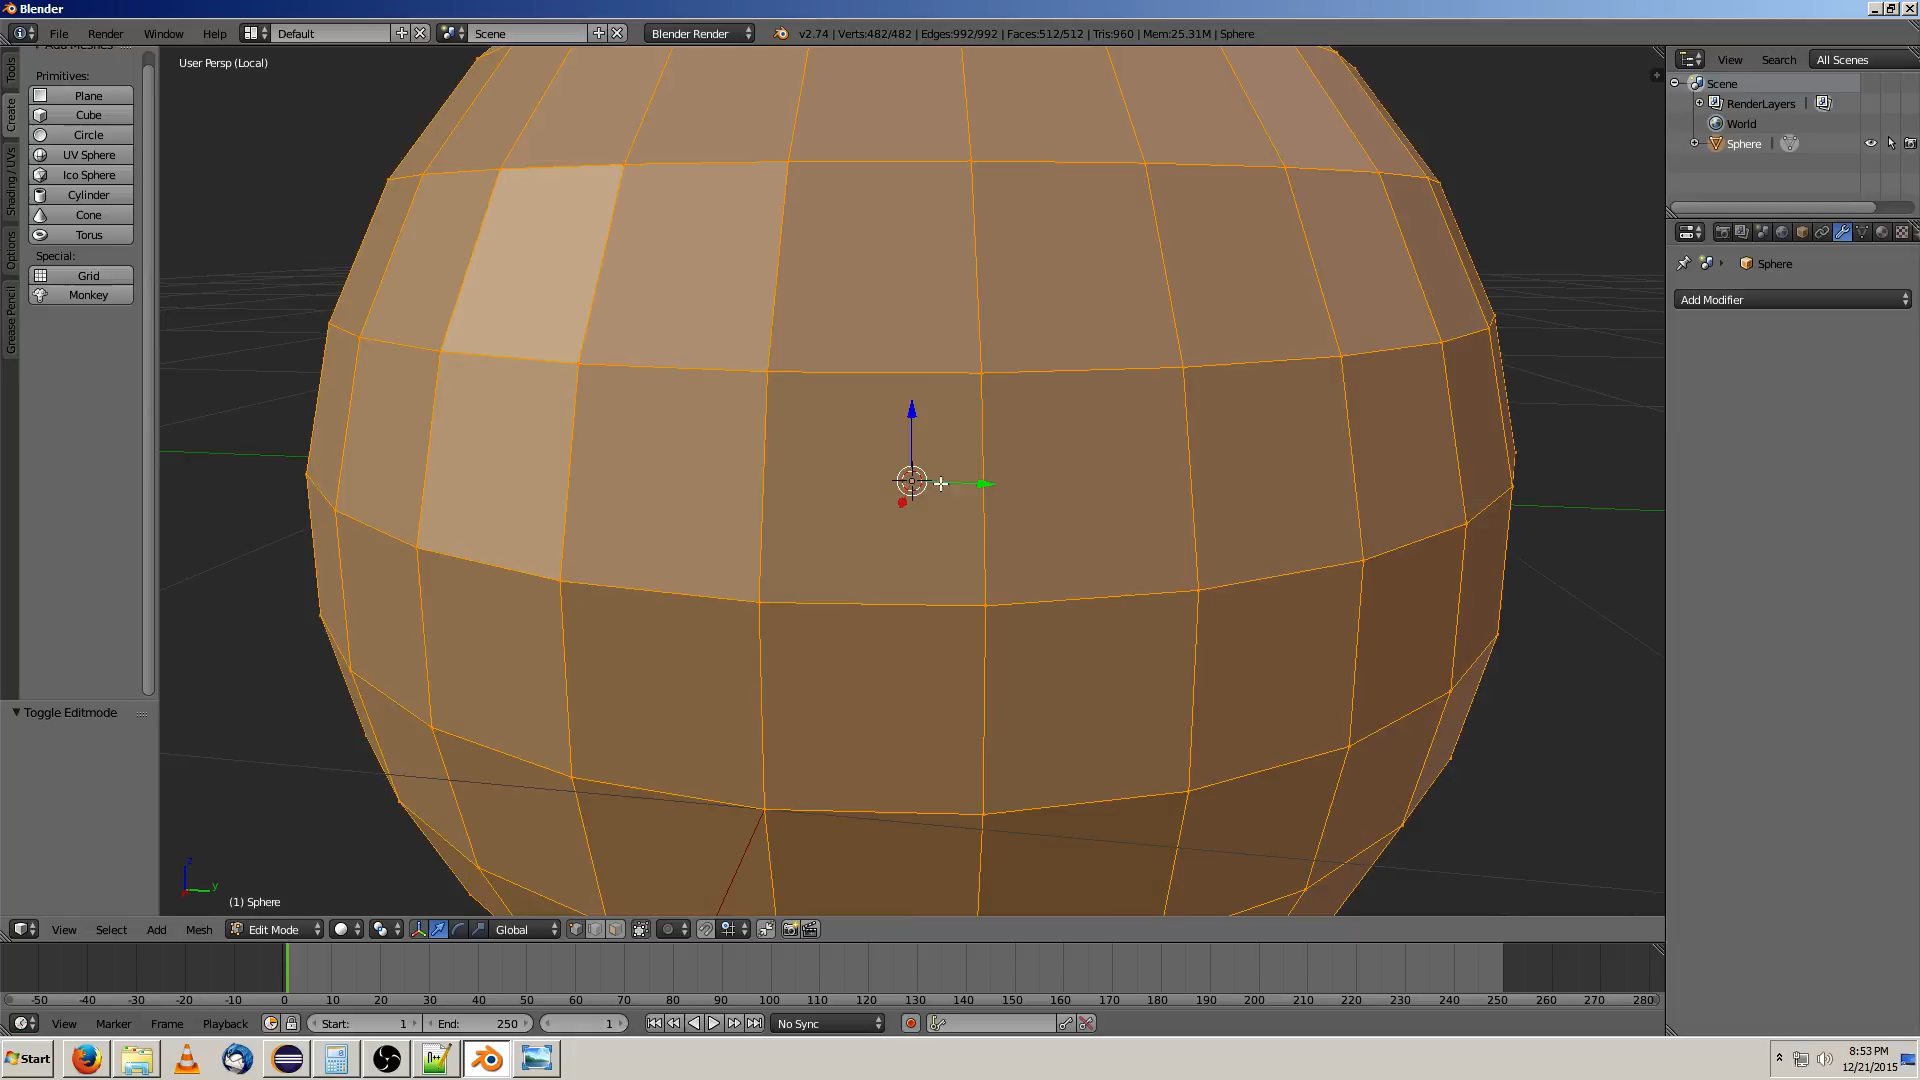 Blender
File Render Window Help Default Scene Blender Render v2.74 | Verts:482/482 | Edges:992/992 | Faces:512/512 | Tris:960 | Mem:25.31M | Sphere
Tools
Create
Shading / UVs
Options
Grease Pencil
Add Meshes
Primitives:
Plane
Cube
Circle
UV Sphere
Ico Sphere
Cylinder
Cone
Torus
Special:
Grid
Monkey
Toggle Editmode
User Persp (Local)
z
y
(1) Sphere
View Search All Scenes
Scene
RenderLayers |
World
Sphere |
Sphere
Add Modifier
View Select Add Mesh Edit Mode Global
-50 -40 -30 -20 -10 0 10 20 30 40 50 60 70 80 90 100 110 120 130 140 150 160 170 180 190 200 210 220 230 240 250 260 270 280
View Marker Frame Playback Start: 1 End: 250 1 No Sync
Start
8:53 PM
12/21/2015